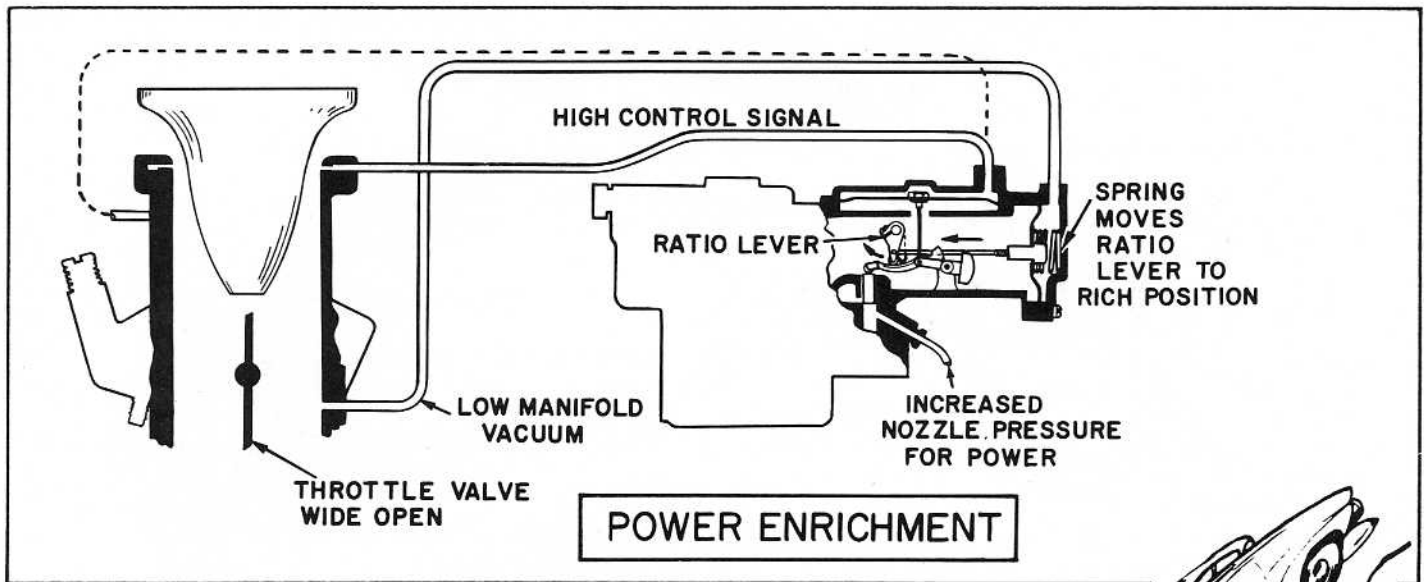 HIGH CONTROL SIGNAL
RATIO LEVER
SPRING
MOVES
RATIO
LEVER TO
RICH POSITION
LOW MANIFOLD
VACUUM
INCREASED
NOZZLE.PRESSURE
FOR POWER
THROTTLE VALVE
WIDE OPEN
POWER ENRICHMENT